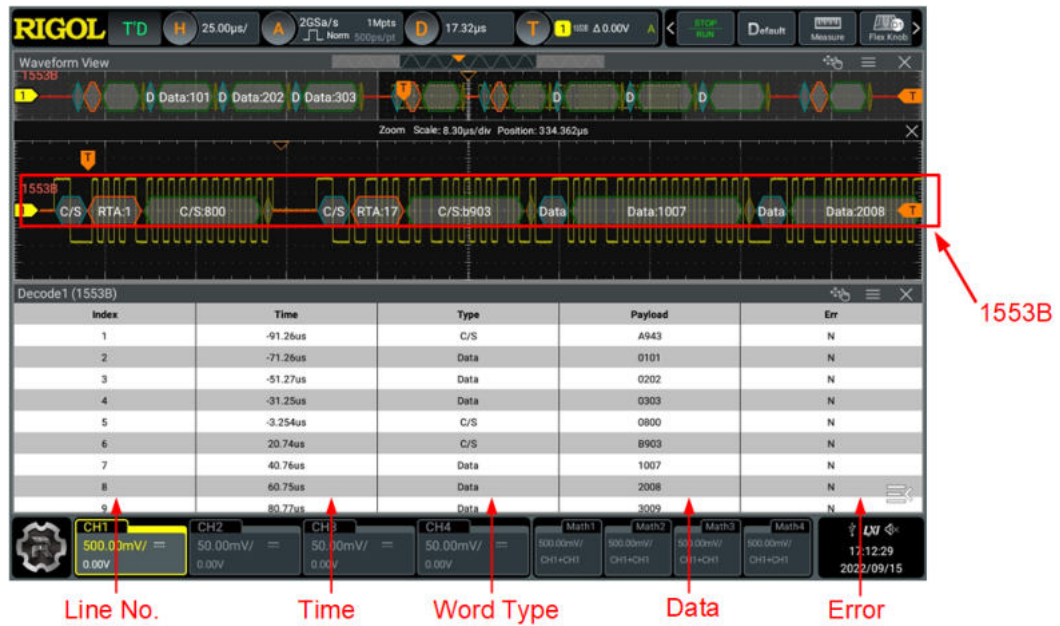 RIGOL T'D H 25.00μs/ A 2GSa/s 1Mpts Norm 500ps/pt D 17.32μs T 1 Δ0.00V A < STOP RUN Default Measure Flex Knob >
Waveform View
1553B
1 D Data:101 D Data:202 D Data:303 T D D D T
Zoom Scale: 8.30μs/div Position: 334.362μs
T
1553B
C/S RTA:1 C/S:800 C/S RTA:17 C/S:b903 Data Data:1007 Data Data:2008 T
1553B
Decode1 (1553B)
Index Time Type Payload Err
1 -91.26us C/S A943 N
2 -71.26us Data 0101 N
3 -51.27us Data 0202 N
4 -31.25us Data 0303 N
5 -3.254us C/S 0800 N
6 20.74us C/S B903 N
7 40.76us Data 1007 N
8 60.75us Data 2008 N
9 80.77us Data 3009 N
CH1 CH2 CH3 CH4 Math1 Math2 Math3 Math4
500.00mV/ 50.00mV/ 50.00mV/ 50.00mV/ 500.00mV/ 500.00mV/ 500.00mV/ 500.00mV/
0.00V 0.00V 0.00V 0.00V CH1+CH1 CH1+CH1 CH1+CH1 CH1+CH1
LXI
17:12:29
2022/09/15
Line No. Time Word Type Data Error